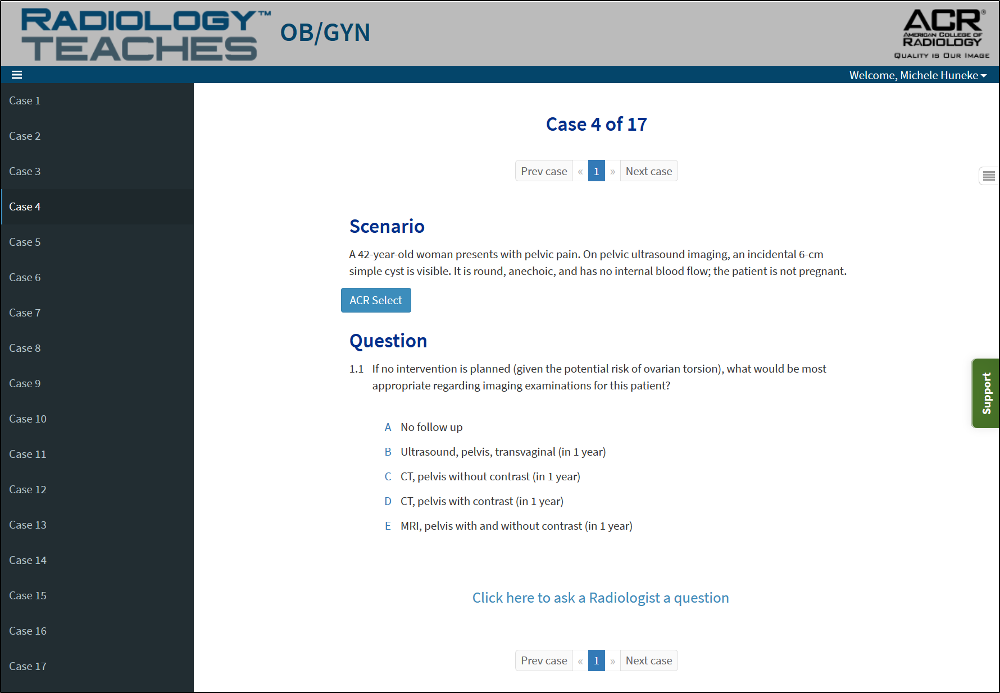 RADIOLOGY™
TEACHES
OB/GYN
ACR®
AMERICAN COLLEGE OF
RADIOLOGY
QUALITY IS OUR IMAGE
Welcome, Michele Huneke
Case 1
Case 2
Case 3
Case 4
Case 5
Case 6
Case 7
Case 8
Case 9
Case 10
Case 11
Case 12
Case 13
Case 14
Case 15
Case 16
Case 17
Case 4 of 17
Prev case « 1 » Next case
Scenario
A 42-year-old woman presents with pelvic pain. On pelvic ultrasound imaging, an incidental 6-cm
simple cyst is visible. It is round, anechoic, and has no internal blood flow; the patient is not pregnant.
ACR Select
Question
1.1 If no intervention is planned (given the potential risk of ovarian torsion), what would be most
appropriate regarding imaging examinations for this patient?
A No follow up
B Ultrasound, pelvis, transvaginal (in 1 year)
C CT, pelvis without contrast (in 1 year)
D CT, pelvis with contrast (in 1 year)
E MRI, pelvis with and without contrast (in 1 year)
Click here to ask a Radiologist a question
Prev case « 1 » Next case
Support